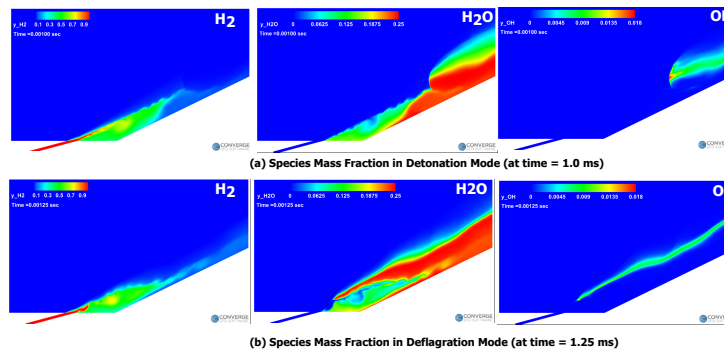 H2
y_H2 0.1 0.3 0.5 0.7 0.9
Time =0.00100 sec
CONVERGE
H2O
y_H2O 0 0.0625 0.125 0.1875 0.25
Time =0.00100 sec
CONVERGE
y_OH 0 0.0045 0.009 0.0135 0.018
Time =0.00100 sec
CONVERGE
(a) Species Mass Fraction in Detonation Mode (at time = 1.0 ms)
H2
y_H2 0.1 0.3 0.5 0.7 0.9
Time =0.00125 sec
CONVERGE
H2O
y_H2O 0 0.0625 0.125 0.1875 0.25
Time =0.00125 sec
CONVERGE
y_OH 0 0.0045 0.009 0.0135 0.018
Time =0.00125 sec
CONVERGE
(b) Species Mass Fraction in Deflagration Mode (at time = 1.25 ms)